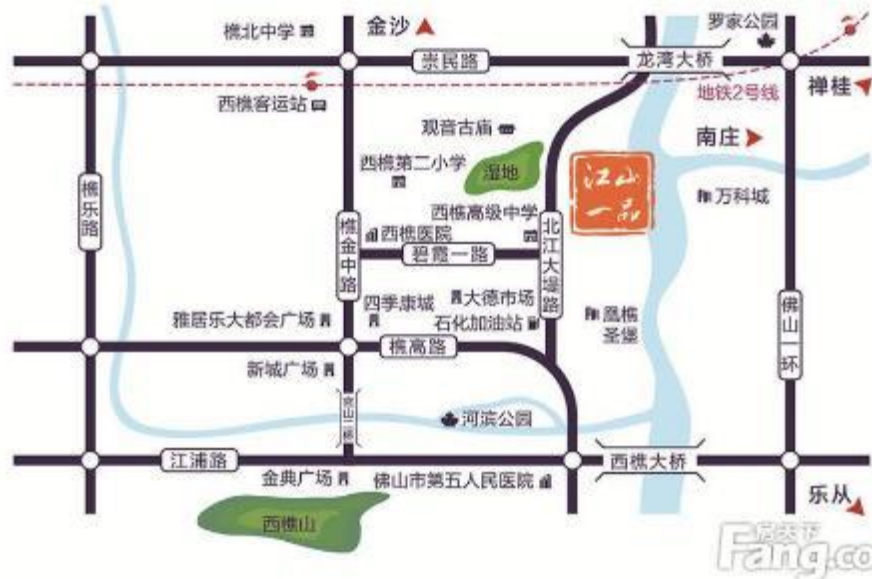 罗家公园
樵北中学
金沙
崇民路
龙湾大桥
禅桂
地铁2号线
西樵客运站
观音古庙
南庄
西樵第二小学
湿地
江山
一品
万科城
樵乐路
西樵高级中学
樵金中路
西樵医院
北江大堤路
碧霞一路
四季康城
大德市场
佛山一环
雅居乐大都会广场
石化加油站
凰樵
圣堡
樵高路
新城广场
河滨公园
江浦路
西樵大桥
金典广场
佛山市第五人民医院
乐从
西樵山
房天下
Fang.co